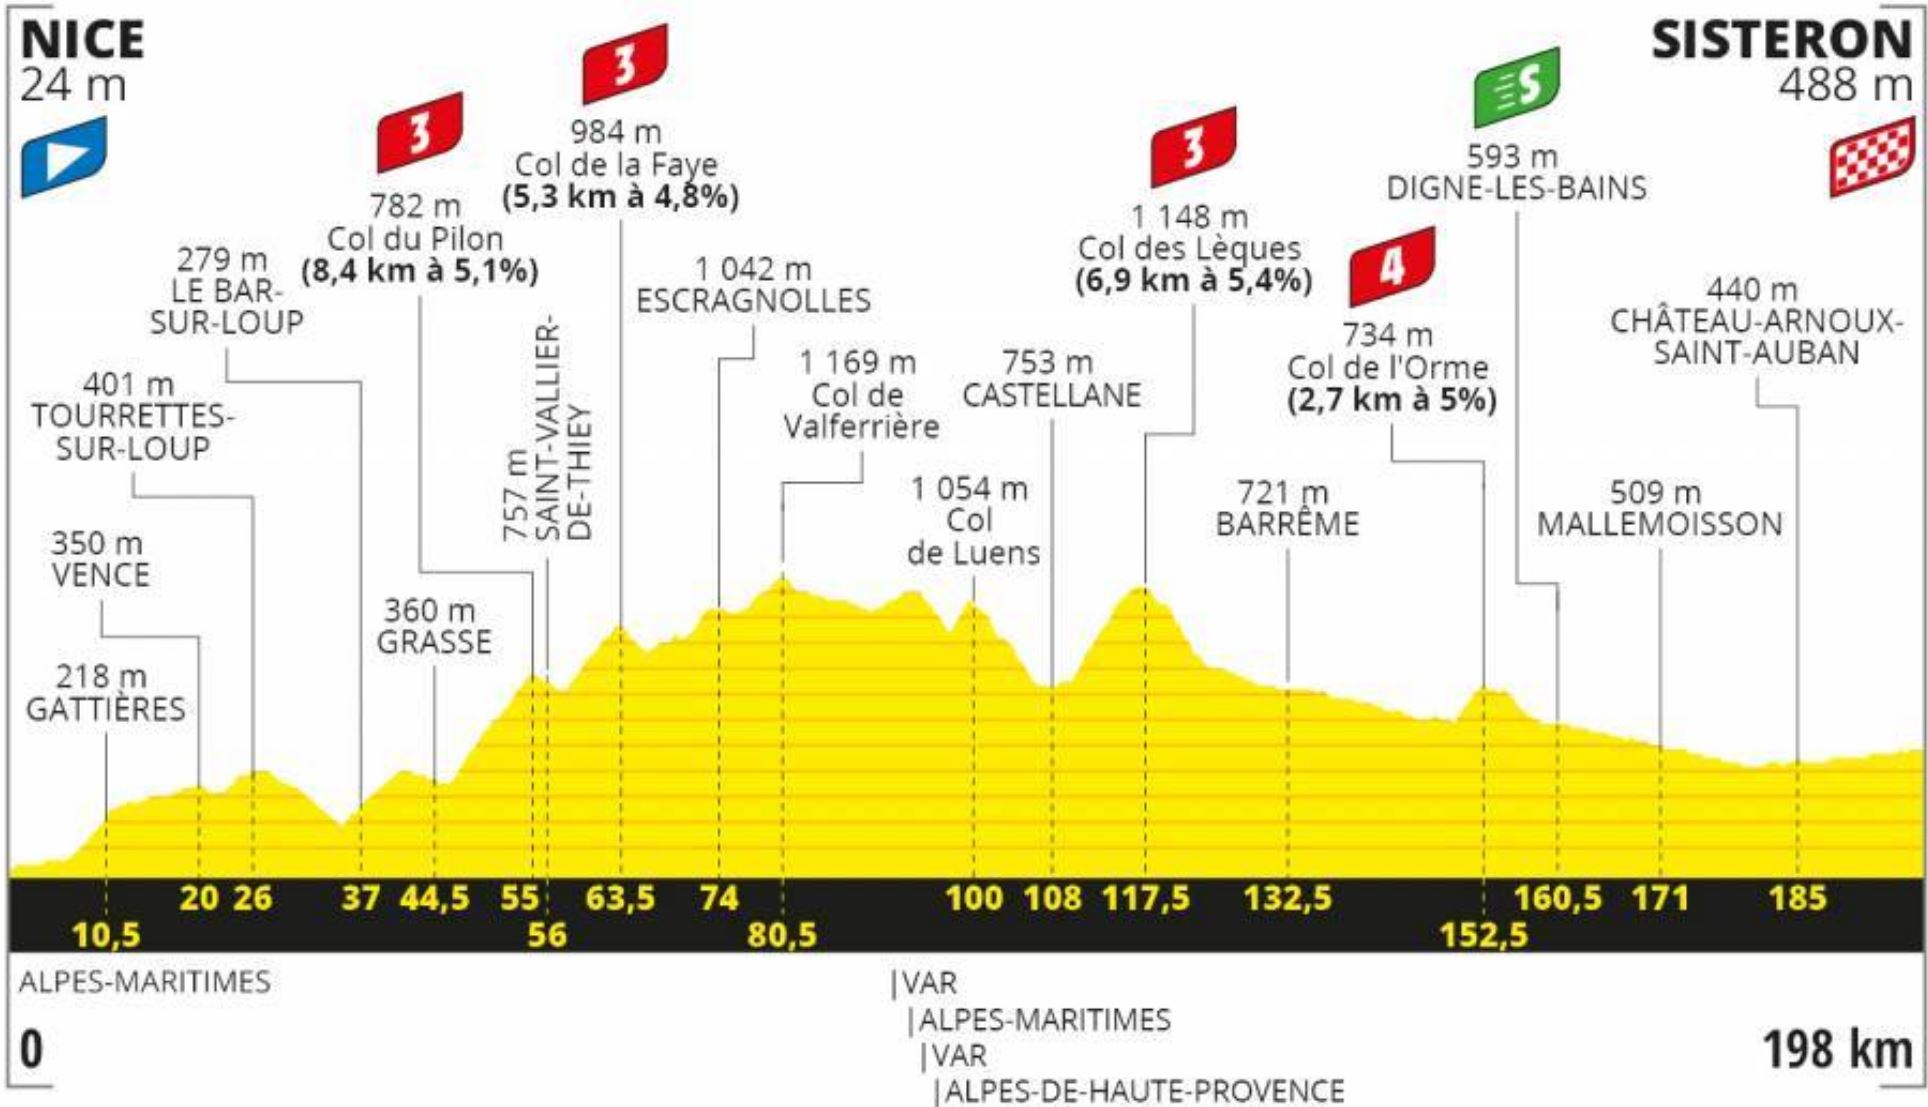 NICE
24 m
SISTERON
488 m
3
782 m
Col du Pilon
(8,4 km à 5,1%)
3
984 m
Col de la Faye
(5,3 km à 4,8%)
3
1 148 m
Col des Lèques
(6,9 km à 5,4%)
S
593 m
DIGNE-LES-BAINS
4
734 m
Col de l'Orme
(2,7 km à 5%)
279 m
LE BAR-
SUR-LOUP
401 m
TOURRETTES-
SUR-LOUP
350 m
VENCE
218 m
GATTIÈRES
360 m
GRASSE
757 m
SAINT-VALLIER-
DE-THIEY
1 042 m
ESCRAGNOLLES
1 169 m
Col de
Valferrière
1 054 m
Col
de Luens
753 m
CASTELLANE
721 m
BARRÊME
509 m
MALLEMOISSON
440 m
CHÂTEAU-ARNOUX-
SAINT-AUBAN
20 26 37 44,5 55 63,5 74 100 108 117,5 132,5 160,5 171 185
10,5 56 80,5 152,5
ALPES-MARITIMES
|VAR
|ALPES-MARITIMES
|VAR
|ALPES-DE-HAUTE-PROVENCE
0
198 km